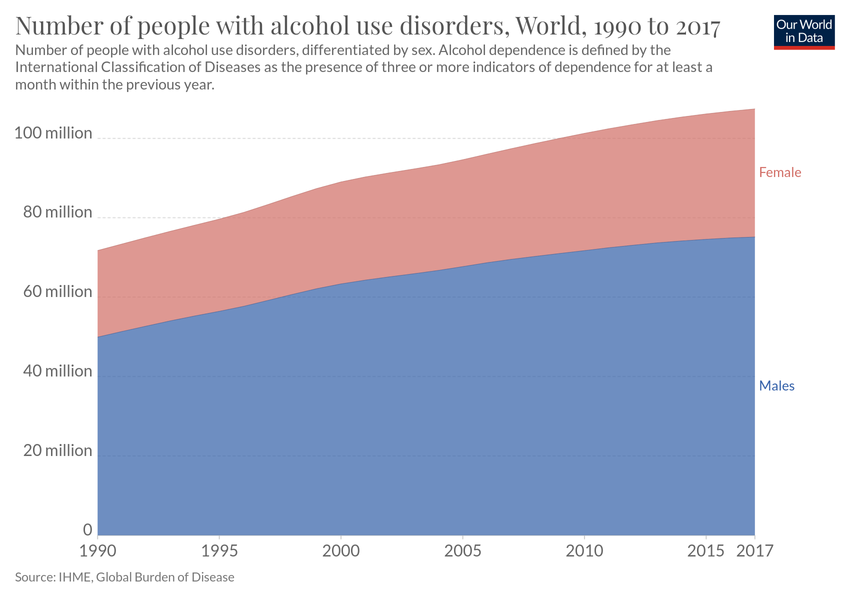 Number of people with alcohol use disorders, World, 1990 to 2017
Our World
in Data
Number of people with alcohol use disorders, differentiated by sex. Alcohol dependence is defined by the
International Classification of Diseases as the presence of three or more indicators of dependence for at least a
month within the previous year.
100 million
80 million
60 million
40 million
20 million
0
Female
Males
1990 1995 2000 2005 2010 2015 2017
Source: IHME, Global Burden of Disease